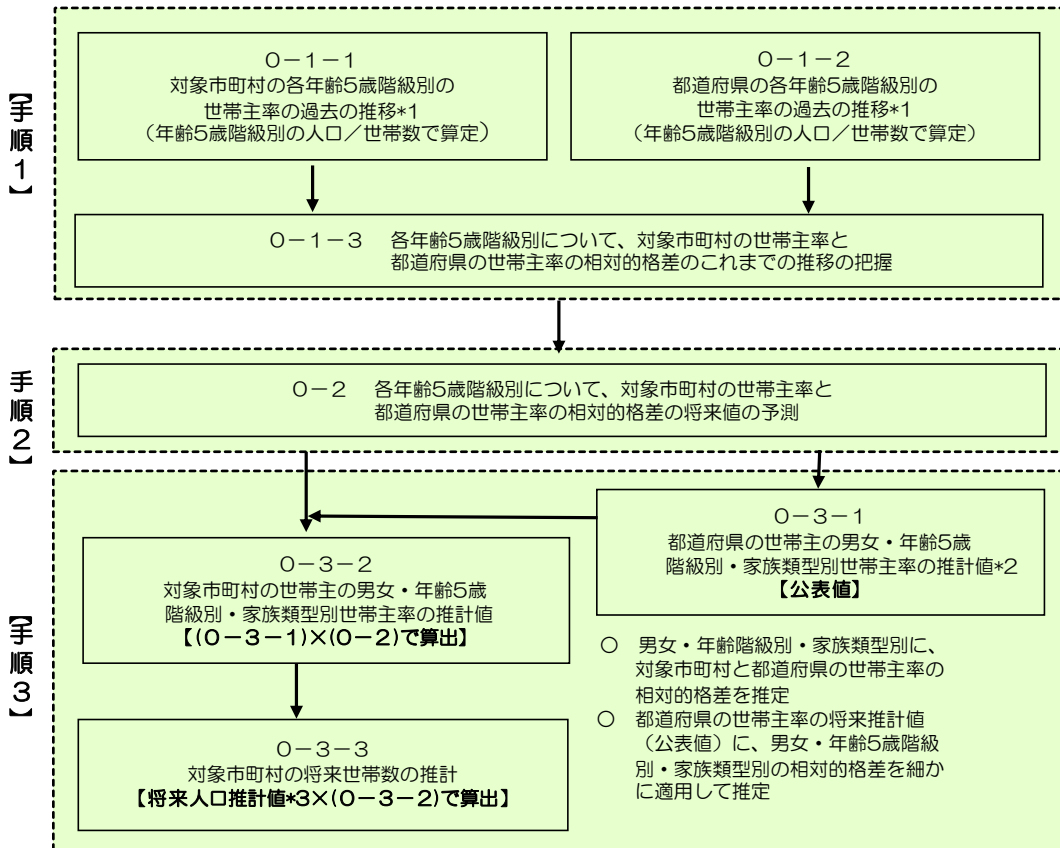 【手順1】
0-1-1
対象市町村の各年齢5歳階級別の
世帯主率の過去の推移*1
(年齢5歳階級別の人口／世帯数で算定)
0-1-2
都道府県の各年齢5歳階級別の
世帯主率の過去の推移*1
(年齢5歳階級別の人口／世帯数で算定)
0-1-3 各年齢5歳階級別について、対象市町村の世帯主率と
都道府県の世帯主率の相対的格差のこれまでの推移の把握
【手順2】
0-2 各年齢5歳階級別について、対象市町村の世帯主率と
都道府県の世帯主率の相対的格差の将来値の予測
【手順3】
0-3-1
都道府県の世帯主の男女・年齢5歳
階級別・家族類型別世帯主率の推計値*2
【公表値】
0-3-2
対象市町村の世帯主の男女・年齢5歳
階級別・家族類型別世帯主率の推計値
【(0-3-1)×(0-2)で算出】
0-3-3
対象市町村の将来世帯数の推計
【将来人口推計値*3×(0-3-2)で算出】
○ 男女・年齢階級別・家族類型別に、
対象市町村と都道府県の世帯主率の
相対的格差を推定
○ 都道府県の世帯主率の将来推計値
(公表値)に、男女・年齢5歳階級
別・家族類型別の相対的格差を細か
に適用して推定